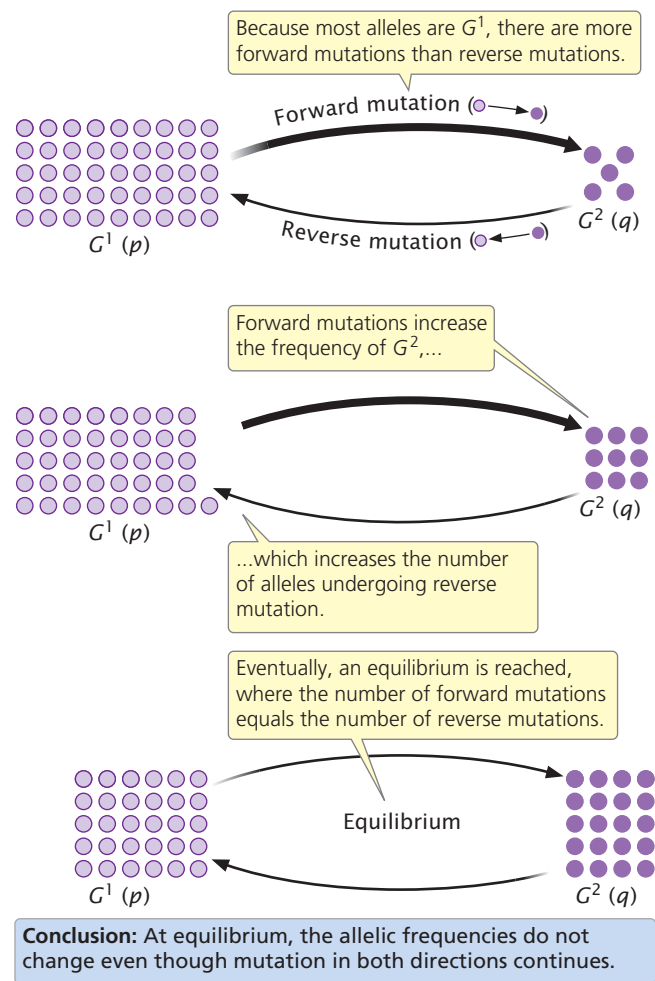 Because most alleles are G¹, there are more
forward mutations than reverse mutations.
Forward mutation ( )
G¹ (p)
G² (q)
Reverse mutation ( )
Forward mutations increase
the frequency of G²,...
G¹ (p)
G² (q)
...which increases the number
of alleles undergoing reverse
mutation.
Eventually, an equilibrium is reached,
where the number of forward mutations
equals the number of reverse mutations.
Equilibrium
G¹ (p)
G² (q)
Conclusion: At equilibrium, the allelic frequencies do not
change even though mutation in both directions continues.